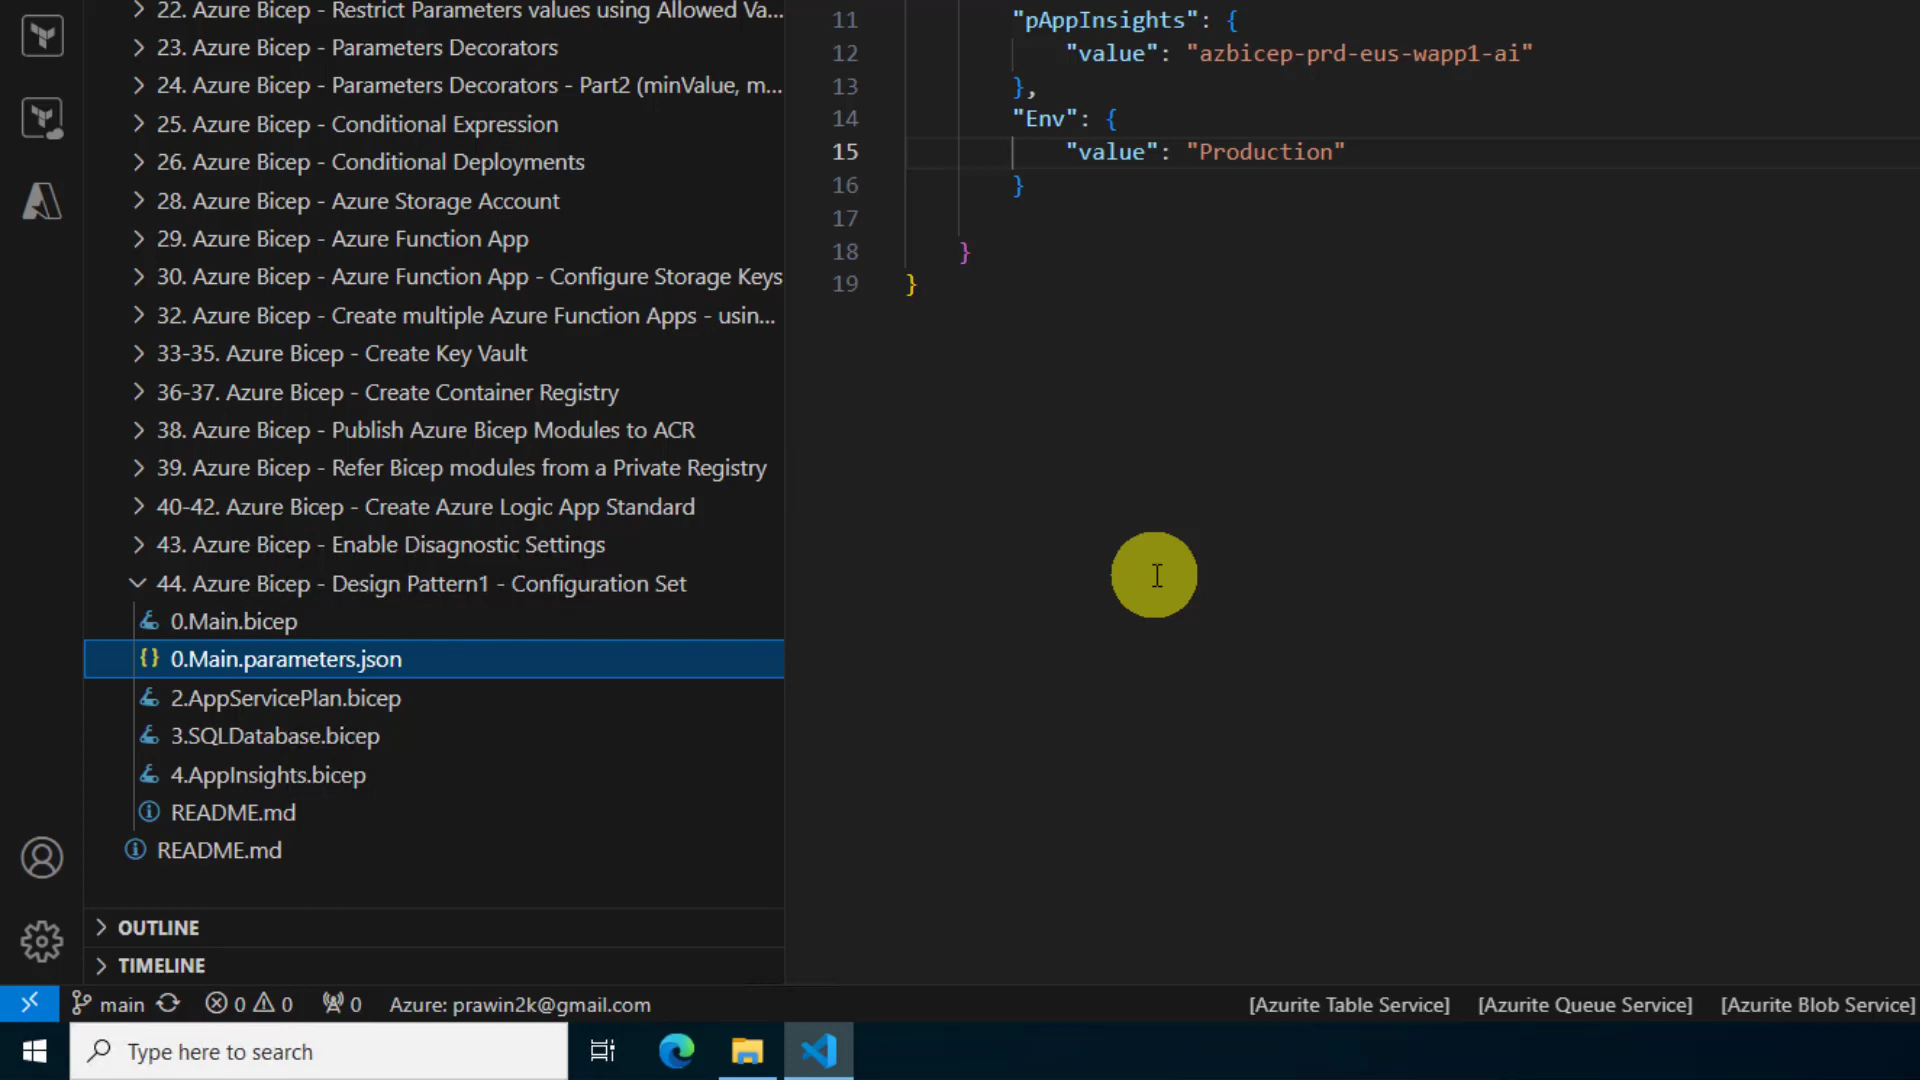 22. Azure Bicep - Restrict Parameters values using Allowed Va...
23. Azure Bicep - Parameters Decorators
24. Azure Bicep - Parameters Decorators - Part2 (minValue, m...
25. Azure Bicep - Conditional Expression
26. Azure Bicep - Conditional Deployments
28. Azure Bicep - Azure Storage Account
29. Azure Bicep - Azure Function App
30. Azure Bicep - Azure Function App - Configure Storage Keys
32. Azure Bicep - Create multiple Azure Function Apps - usin...
33-35. Azure Bicep - Create Key Vault
36-37. Azure Bicep - Create Container Registry
38. Azure Bicep - Publish Azure Bicep Modules to ACR
39. Azure Bicep - Refer Bicep modules from a Private Registry
40-42. Azure Bicep - Create Azure Logic App Standard
43. Azure Bicep - Enable Disagnostic Settings
44. Azure Bicep - Design Pattern1 - Configuration Set
0.Main.bicep
{} 0.Main.parameters.json
2.AppServicePlan.bicep
3.SQLDatabase.bicep
4.AppInsights.bicep
README.md
README.md
OUTLINE
TIMELINE
11 "pAppInsights": {
12 "value": "azbicep-prd-eus-wapp1-ai"
13 },
14 "Env": {
15 "value": "Production"
16 }
17
18 }
19 }
main 0 0 0 Azure: prawin2k@gmail.com [Azurite Table Service] [Azurite Queue Service] [Azurite Blob Service]
Type here to search